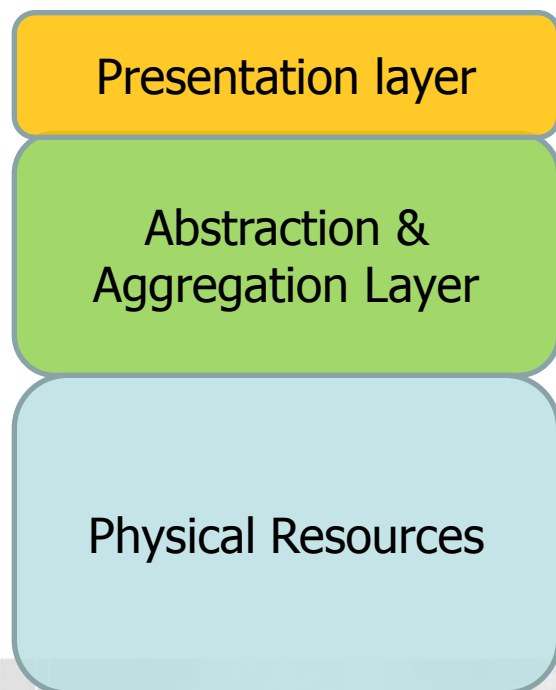 Presentation layer
Abstraction &
Aggregation Layer
Physical Resources